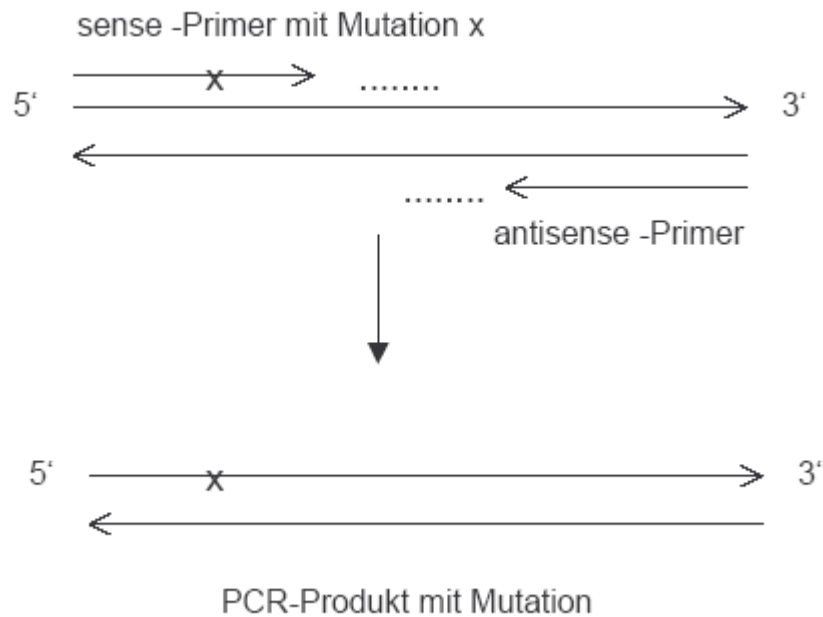 sense -Primer mit Mutation x
x
........
5‘ 3‘
........
antisense -Primer
5‘ x 3‘
PCR-Produkt mit Mutation